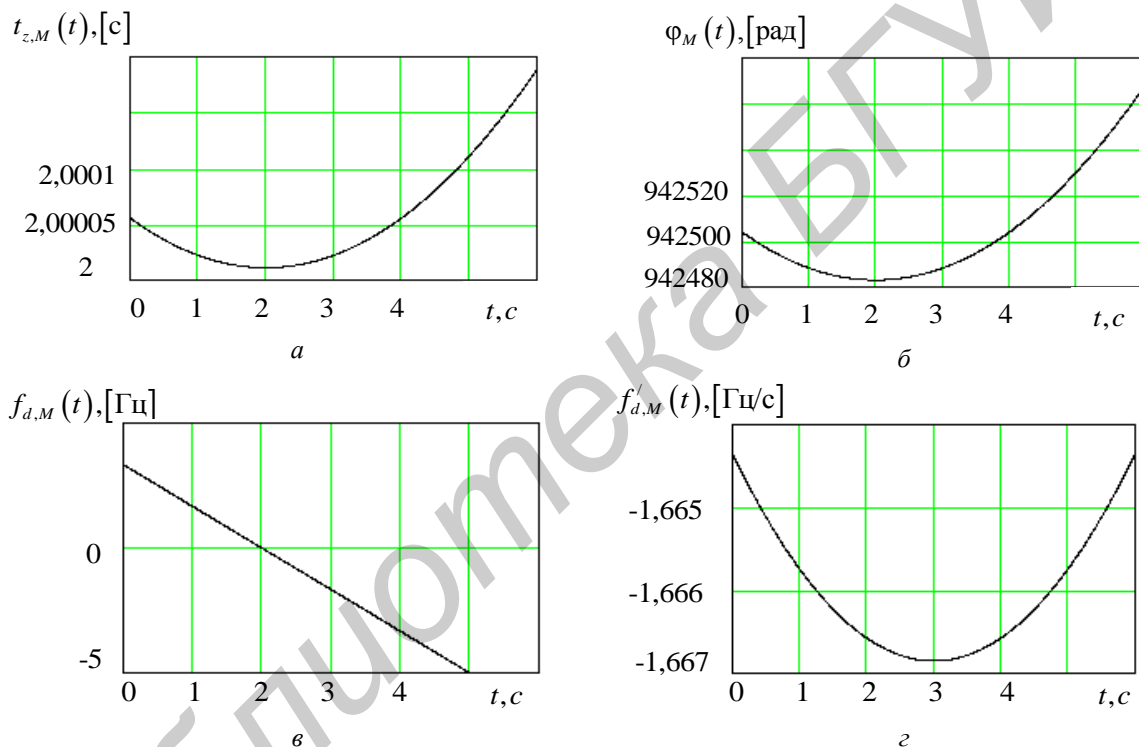 t_{z,M}(t),[с]
2,0001
2,00005
2
0 1 2 3 4 t,с
а
φ_M(t),[рад]
942520
942500
942480
0 1 2 3 4 t,с
б
f_{d,M}(t),[Гц]
0
-5
0 1 2 3 4 t,с
в
f^/_{d,M}(t),[Гц/с]
-1,665
-1,666
-1,667
0 1 2 3 4 t,с
г
блиотека БГУИ